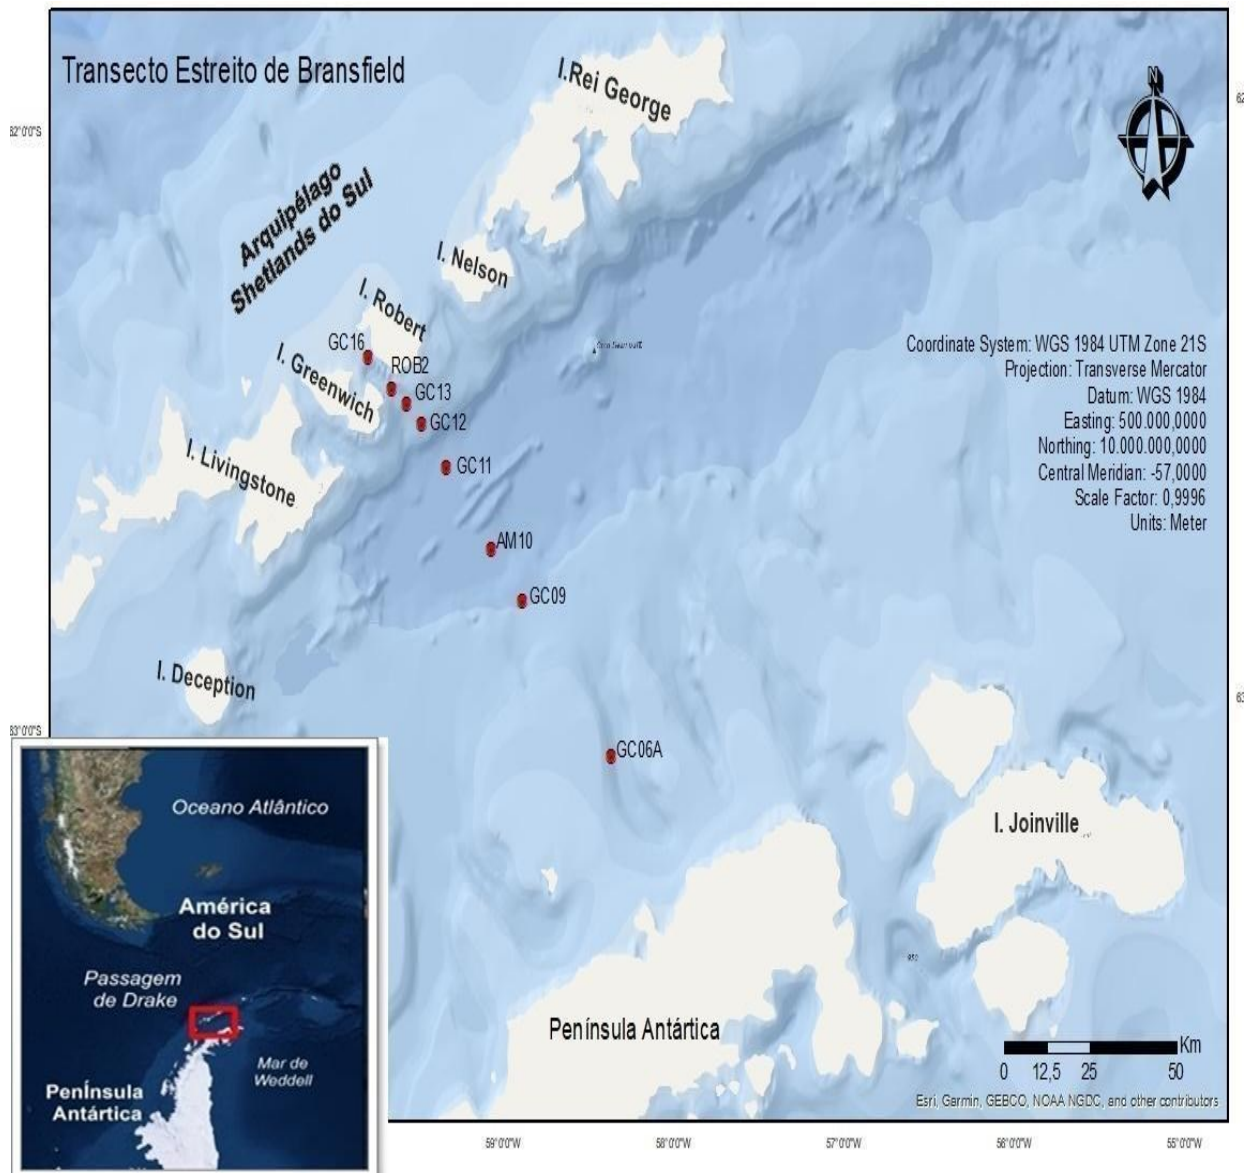 Transecto Estreito de Bransfield
I.Rei George
N
62°0'0"S
62
Arquipélago
Shetlands do Sul
I. Nelson
I. Robert
GC16
ROB2
I. Greenwich
GC13
GC12
GC11
I. Livingstone
AM10
GC09
I. Deception
GC06A
Coordinate System: WGS 1984 UTM Zone 21S
Projection: Transverse Mercator
Datum: WGS 1984
Easting: 500.000,0000
Northing: 10.000.000,0000
Central Meridian: -57,0000
Scale Factor: 0,9996
Units: Meter
63°0'0"S
63
I. Joinville
Península Antártica
Km
0 12,5 25 50
Esri, Garmin, GEBCO, NOAA NGDC, and other contributors
59°0'0"W 58°0'0"W 57°0'0"W 56°0'0"W 55°0'0"W
Oceano Atlântico
América
do Sul
Passagem
de Drake
Mar de
Weddell
Península
Antártica